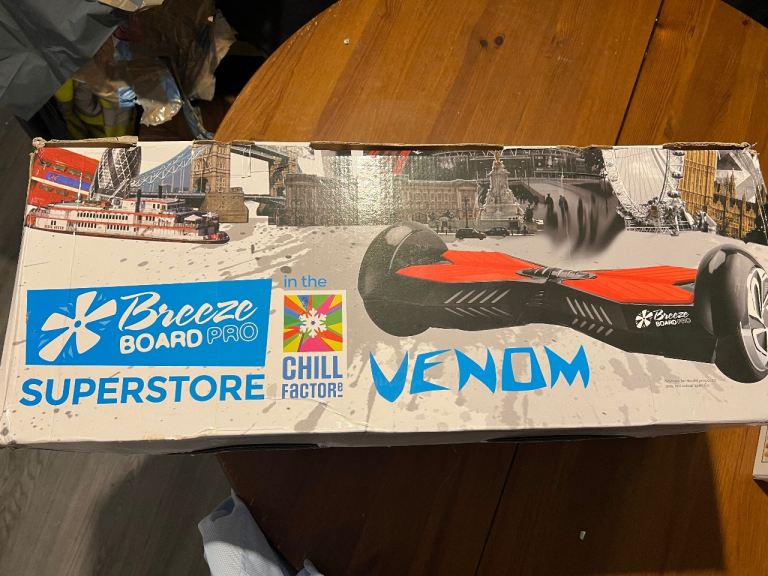 Breeze
BOARD PRO
SUPERSTORE
in the
CHILL
FACTORe
VENOM
Breeze
BOARD PRO